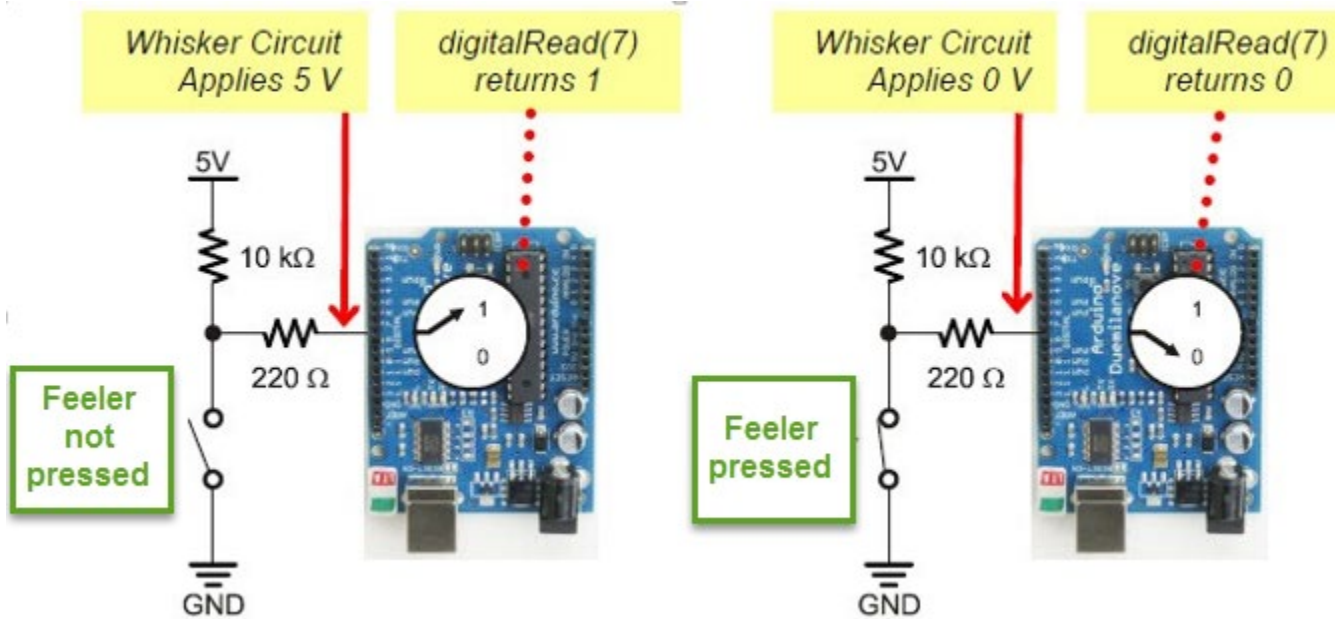 Whisker Circuit
Applies 5 V
digitalRead(7)
returns 1
5V
10 kΩ
220 Ω
1
0
Feeler
not
pressed
GND
Whisker Circuit
Applies 0 V
digitalRead(7)
returns 0
5V
10 kΩ
220 Ω
Arduino
Duemilanove
1
0
Feeler
pressed
GND